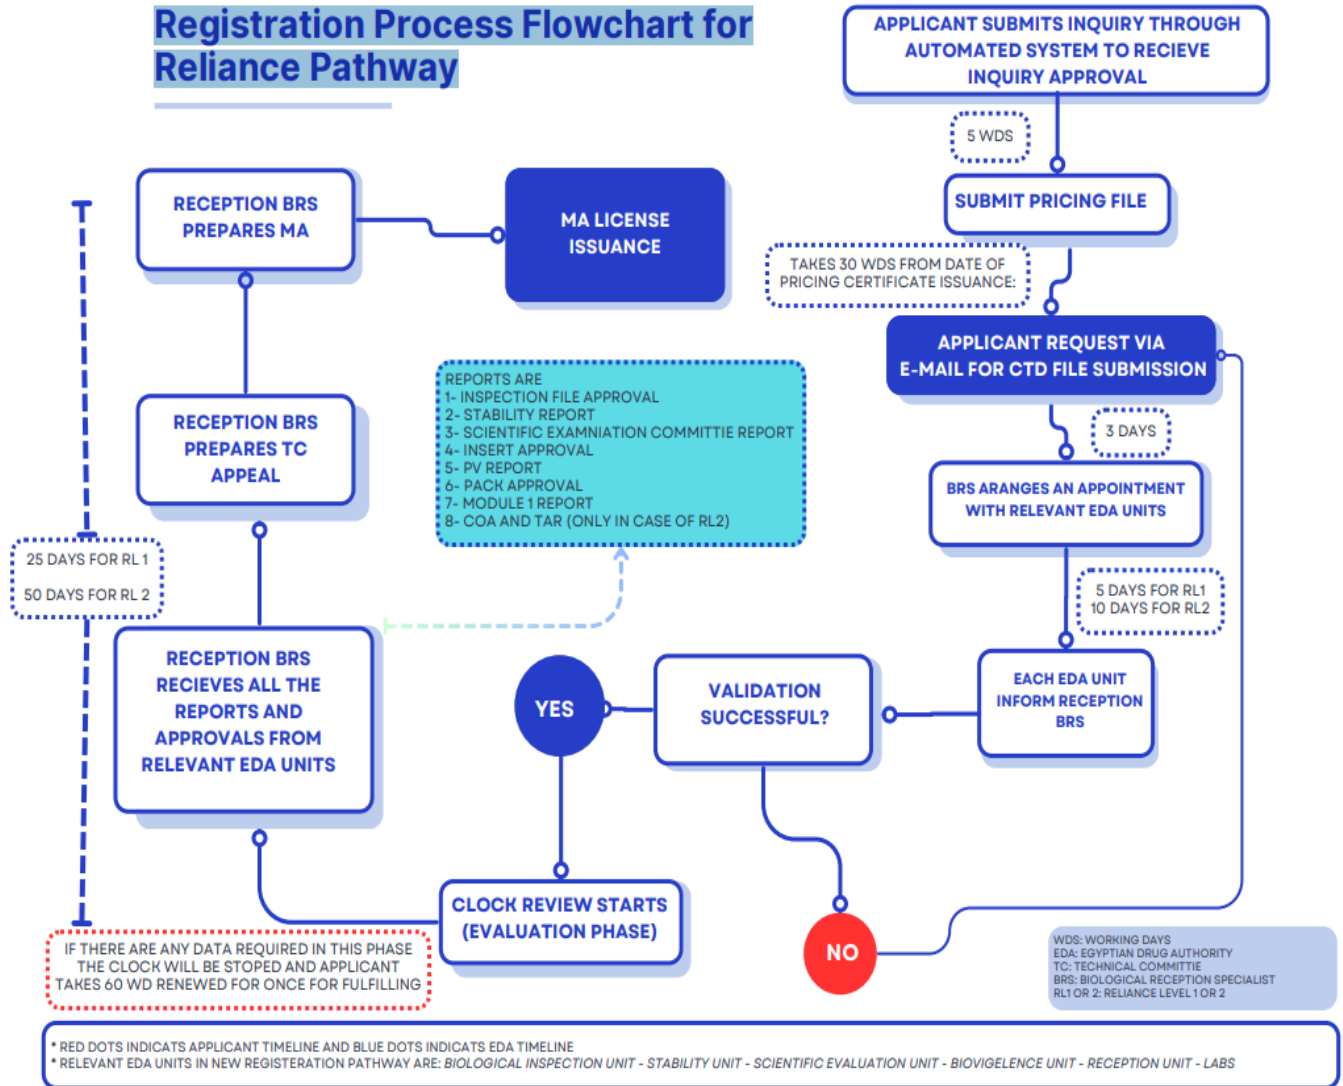 Registration Process Flowchart for
Reliance Pathway
APPLICANT SUBMITS INQUIRY THROUGH
AUTOMATED SYSTEM TO RECIEVE
INQUIRY APPROVAL
5 WDS
SUBMIT PRICING FILE
TAKES 30 WDS FROM DATE OF
PRICING CERTIFICATE ISSUANCE:
APPLICANT REQUEST VIA
E-MAIL FOR CTD FILE SUBMISSION
3 DAYS
BRS ARANGES AN APPOINTMENT
WITH RELEVANT EDA UNITS
5 DAYS FOR RL1
10 DAYS FOR RL2
EACH EDA UNIT
INFORM RECEPTION
BRS
VALIDATION
SUCCESSFUL?
YES
NO
CLOCK REVIEW STARTS
(EVALUATION PHASE)
IF THERE ARE ANY DATA REQUIRED IN THIS PHASE
THE CLOCK WILL BE STOPED AND APPLICANT
TAKES 60 WD RENEWED FOR ONCE FOR FULFILLING
RECEPTION BRS
RECIEVES ALL THE
REPORTS AND
APPROVALS FROM
RELEVANT EDA UNITS
REPORTS ARE
1- INSPECTION FILE APPROVAL
2- STABILITY REPORT
3- SCIENTIFIC EXAMNIATION COMMITTIE REPORT
4- INSERT APPROVAL
5- PV REPORT
6- PACK APPROVAL
7- MODULE 1 REPORT
8- COA AND TAR (ONLY IN CASE OF RL2)
25 DAYS FOR RL 1
50 DAYS FOR RL 2
RECEPTION BRS
PREPARES TC
APPEAL
RECEPTION BRS
PREPARES MA
MA LICENSE
ISSUANCE
WDS: WORKING DAYS
EDA: EGYPTIAN DRUG AUTHORITY
TC: TECHNICAL COMMITTIE
BRS: BIOLOGICAL RECEPTION SPECIALIST
RL1 OR 2: RELIANCE LEVEL 1 OR 2
* RED DOTS INDICATS APPLICANT TIMELINE AND BLUE DOTS INDICATS EDA TIMELINE
* RELEVANT EDA UNITS IN NEW REGISTERATION PATHWAY ARE: BIOLOGICAL INSPECTION UNIT - STABILITY UNIT - SCIENTIFIC EVALUATION UNIT - BIOVIGELENCE UNIT - RECEPTION UNIT - LABS